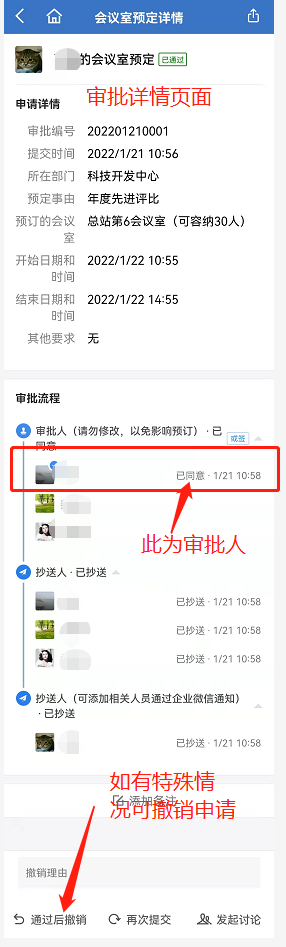 会议室预定详情
的会议室预定 已通过
申请详情
审批详情页面
审批编号 202201210001
提交时间 2022/1/21 10:56
所在部门 科技开发中心
预定事由 年度先进评比
预订的会议 总站第6会议室（可容纳30人）
室
开始日期和 2022/1/22 10:55
时间
结束日期和 2022/1/22 14:55
时间
其他要求 无
审批流程
审批人（请勿修改，以免影响预订） · 已 或签
同意
已同意 · 1/21 10:58
此为审批人
抄送人 · 已抄送
已抄送 · 1/21 10:58
已抄送 · 1/21 10:58
已抄送 · 1/21 10:58
抄送人（可添加相关人员通过企业微信通知）
· 已抄送
已抄送 · 1/21 10:58
如有特殊情
况可撤销申请
添加备注
撤销理由
通过后撤销 再次提交 发起讨论